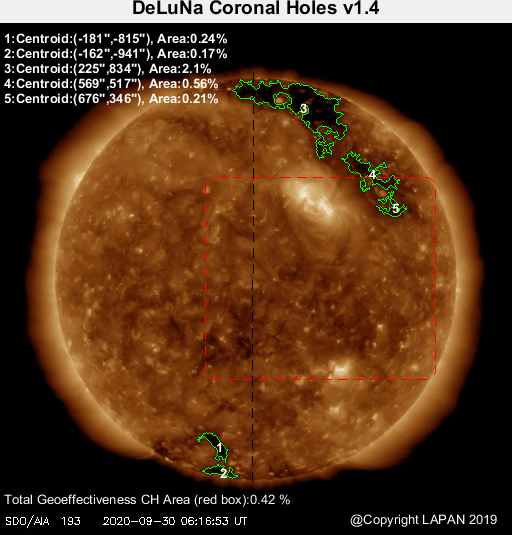 DeLuNa Coronal Holes v1.4
1:Centroid:(-181",-815"), Area:0.24%
2:Centroid:(-162",-941"), Area:0.17%
3:Centroid:(225",834"), Area:2.1%
4:Centroid:(569",517"), Area:0.56%
5:Centroid:(676",346"), Area:0.21%
3
4
5
1
2
Total Geoeffectiveness CH Area (red box):0.42 %
SDO/AIA 193 2020-09-30 06:16:53 UT
@Copyright LAPAN 2019